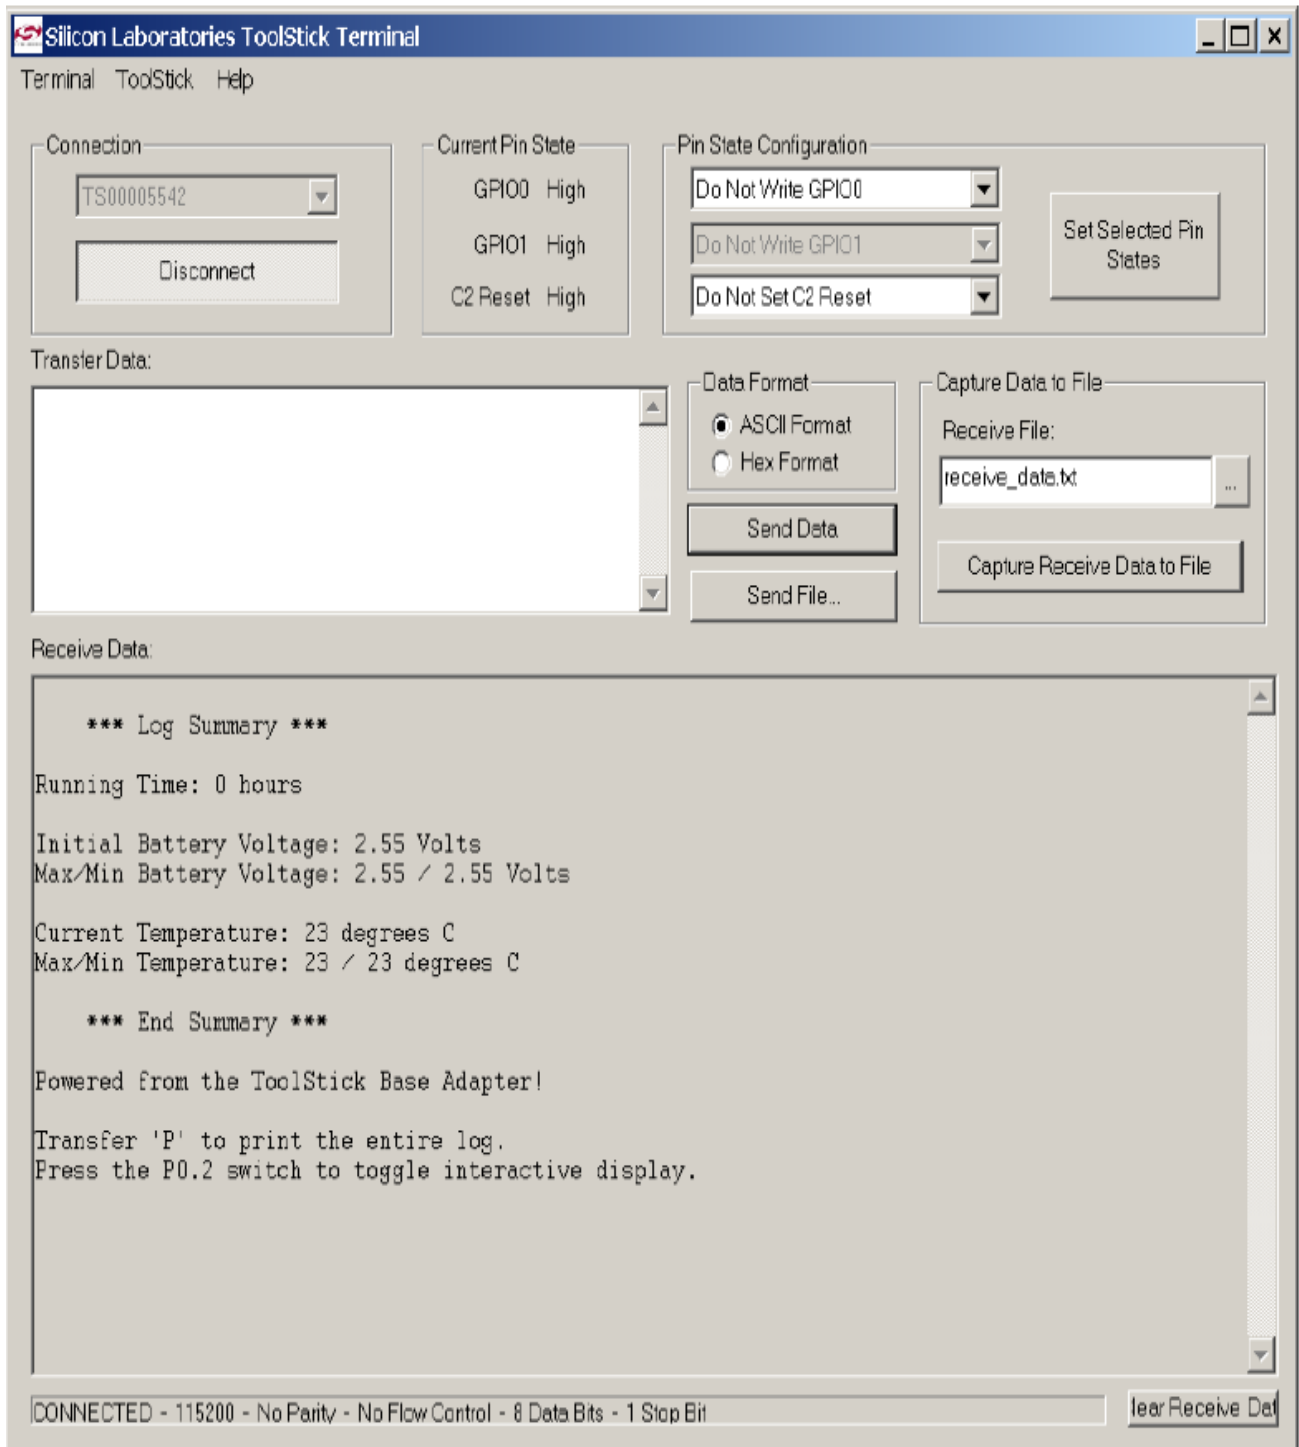 Silicon Laboratories ToolStick Terminal
Terminal ToolStick Help
Connection
TS00005542
Disconnect
Current Pin State
GPIO0 High
GPIO1 High
C2 Reset High
Pin State Configuration
Do Not Write GPIO0
Do Not Write GPIO1
Do Not Set C2 Reset
Set Selected Pin
States
Transfer Data:
Data Format
ASCII Format
Hex Format
Send Data
Send File...
Capture Data to File
Receive File:
receive_data.txt
...
Capture Receive Data to File
Receive Data:
*** Log Summary ***
Running Time: 0 hours
Initial Battery Voltage: 2.55 Volts
Max/Min Battery Voltage: 2.55 / 2.55 Volts
Current Temperature: 23 degrees C
Max/Min Temperature: 23 / 23 degrees C
*** End Summary ***
Powered from the ToolStick Base Adapter!
Transfer 'P' to print the entire log.
Press the P0.2 switch to toggle interactive display.
CONNECTED - 115200 - No Parity - No Flow Control - 8 Data Bits - 1 Stop Bit
lear Receive Dat